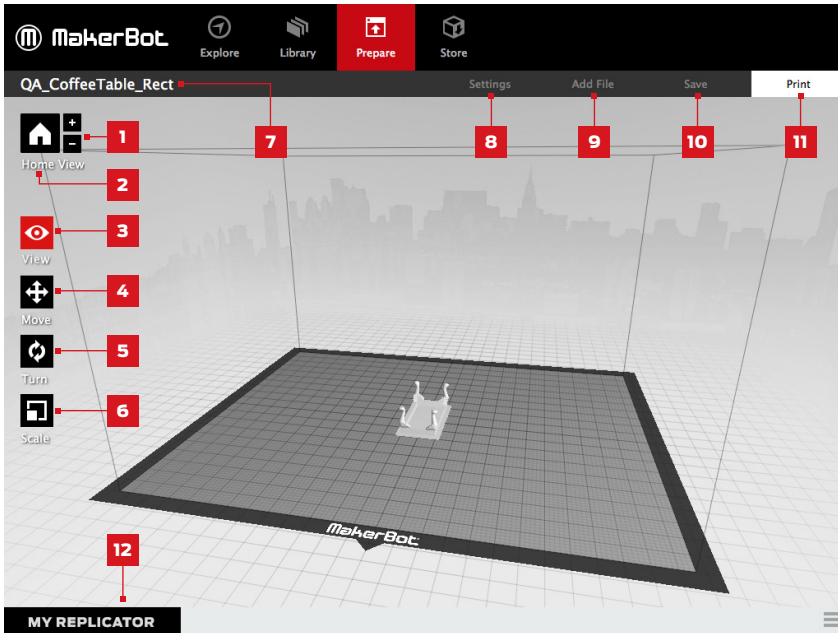 MakerBot
Explore
Library
Prepare
Store
QA_CoffeeTable_Rect
Settings
Add File
Save
Print
+
1
−
7
8
9
10
11
Home View
2
3
View
4
Move
5
Turn
6
Scale
MakerBot
12
MY REPLICATOR